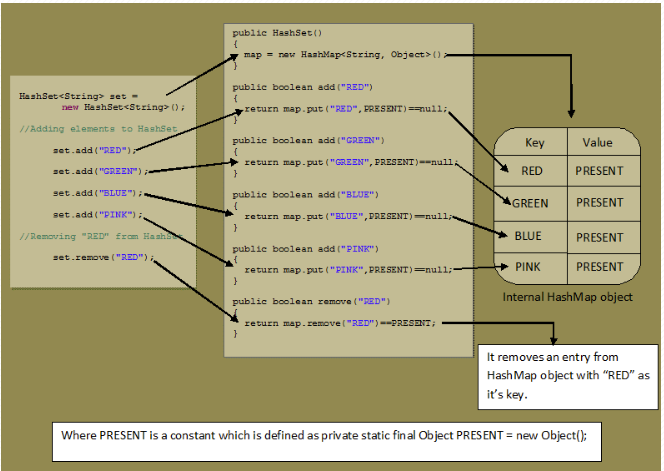 HashSet<String> set =
new HashSet<String>();
//Adding elements to HashSet
set.add("RED");
set.add("GREEN");
set.add("BLUE");
set.add("PINK");
//Removing "RED" from HashSet
set.remove("RED");
public HashSet()
{
map = new HashMap<String, Object>();
}
public boolean add("RED")
{
return map.put("RED",PRESENT)==null;
}
public boolean add("GREEN")
{
return map.put("GREEN",PRESENT)==null;
}
public boolean add("BLUE")
{
return map.put("BLUE",PRESENT)==null;
}
public boolean add("PINK")
{
return map.put("PINK",PRESENT)==null;
}
public boolean remove("RED")
{
return map.remove("RED")==PRESENT;
}
Key Value
RED PRESENT
GREEN PRESENT
BLUE PRESENT
PINK PRESENT
Internal HashMap object
It removes an entry from
HashMap object with “RED” as
it’s key.
Where PRESENT is a constant which is defined as private static final Object PRESENT = new Object();